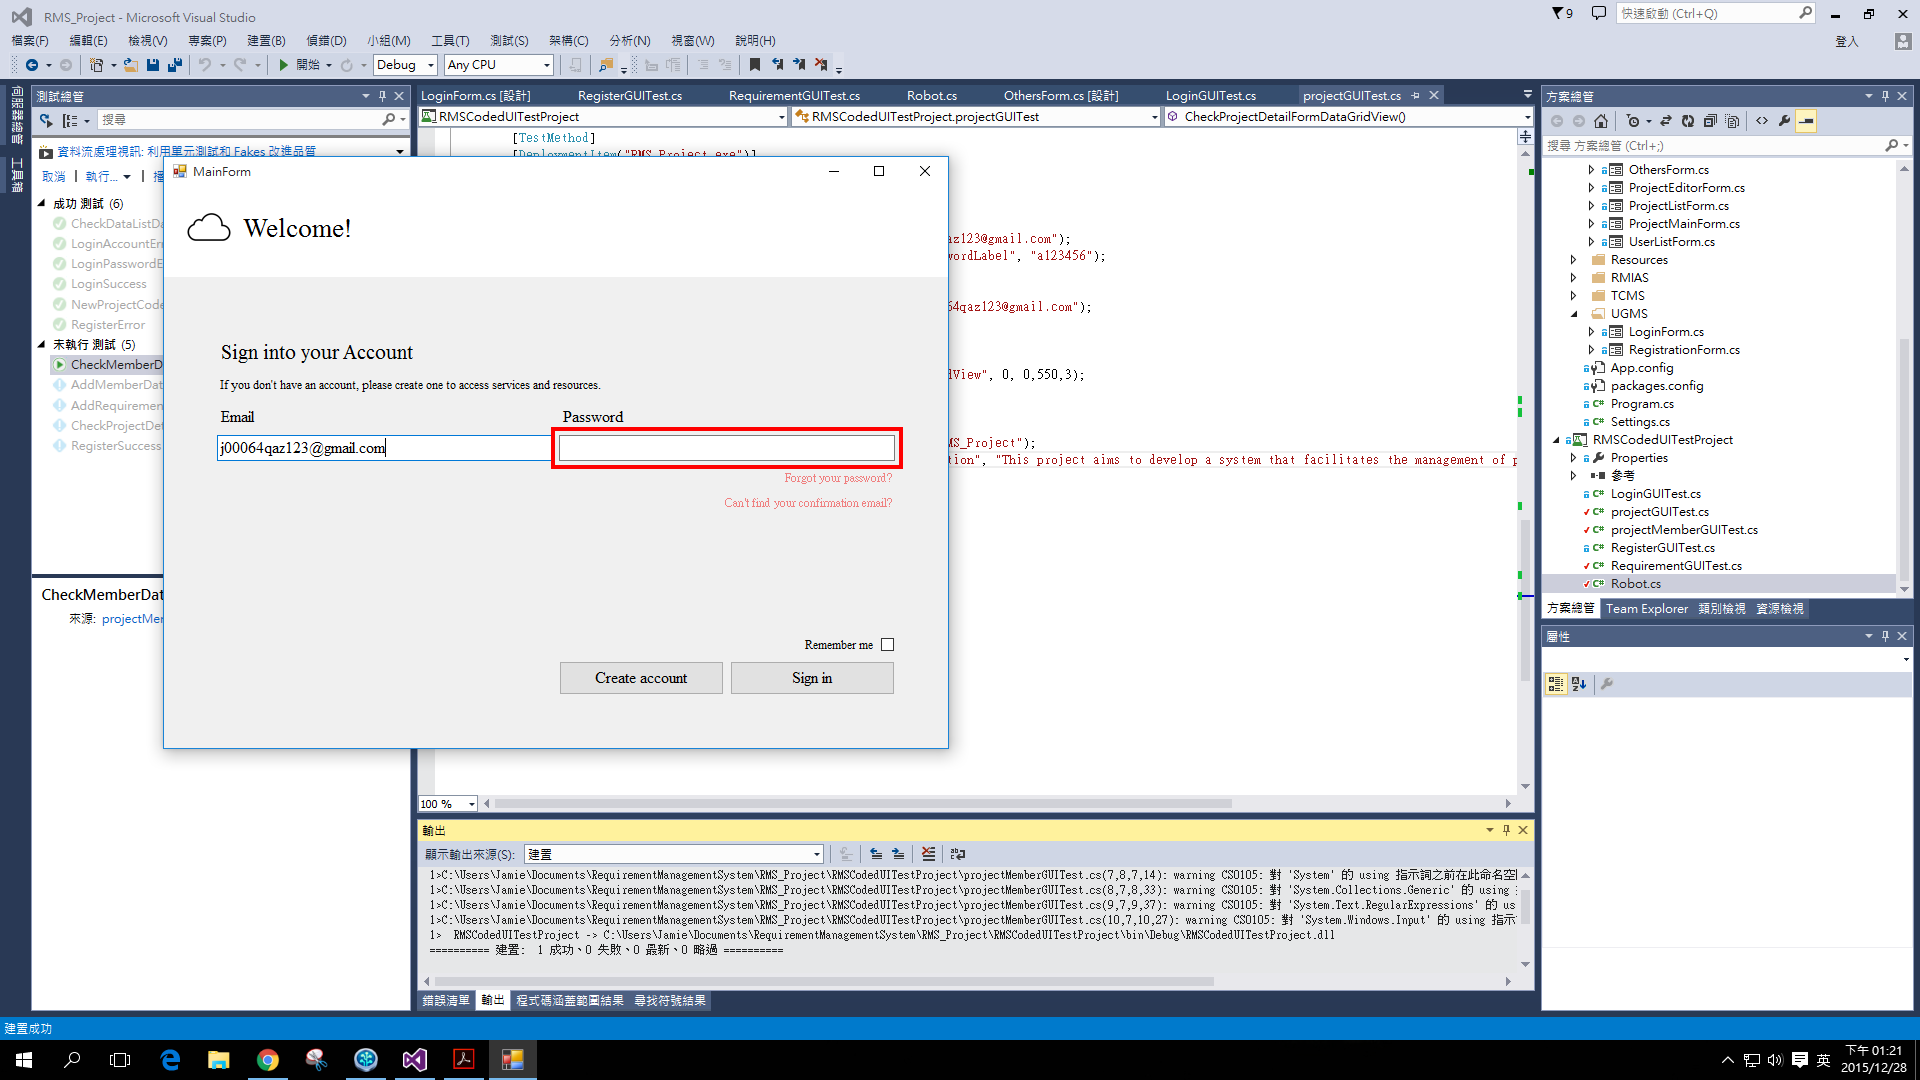 RMS_Project - Microsoft Visual Studio
9
快速啟動 (Ctrl+Q)
檔案(F) 編輯(E) 檢視(V) 專案(P) 建置(B) 偵錯(D) 小組(M) 工具(T) 測試(S) 架構(C) 分析(N) 視窗(W) 說明(H)
登入
開始 Debug Any CPU
伺服器總管
工具箱
測試總管
搜尋
資料流處理視訊: 利用單元測試和 Fakes 改進品質
取消 | 執行... | 播
成功 測試 (6)
CheckDataListDa
LoginAccountErr
LoginPasswordE
LoginSuccess
NewProjectCode
RegisterError
未執行 測試 (5)
CheckMemberD
AddMemberDat
AddRequiremen
CheckProjectDet
RegisterSuccess
CheckMemberDat
來源: projectMer
LoginForm.cs [設計] RegisterGUITest.cs RequirementGUITest.cs Robot.cs OthersForm.cs [設計] LoginGUITest.cs projectGUITest.cs
RMSCodedUITestProject RMSCodedUITestProject.projectGUITest CheckProjectDetailFormDataGridView()
[TestMethod]
[DeploymentItem("RMS_Project.exe")]
az123@gmail.com");
wordLabel", "a123456");
64qaz123@gmail.com");
dView", 0, 0,550,3);
MS_Project");
tion", "This project aims to develop a system that facilitates the management of p
100 %
MainForm
Welcome!
Sign into your Account
If you don't have an account, please create one to access services and resources.
Email Password
j00064qaz123@gmail.com
Forgot your password?
Can't find your confirmation email?
Remember me
Create account Sign in
輸出
顯示輸出來源(S): 建置
1>C:\Users\Jamie\Documents\RequirementManagementSystem\RMS_Project\RMSCodedUITestProject\projectMemberGUITest.cs(7,8,7,14): warning CS0105: 對 'System' 的 using 指示詞之前在此命名空
1>C:\Users\Jamie\Documents\RequirementManagementSystem\RMS_Project\RMSCodedUITestProject\projectMemberGUITest.cs(8,7,8,33): warning CS0105: 對 'System.Collections.Generic' 的 using
1>C:\Users\Jamie\Documents\RequirementManagementSystem\RMS_Project\RMSCodedUITestProject\projectMemberGUITest.cs(9,7,9,37): warning CS0105: 對 'System.Text.RegularExpressions' 的 us
1>C:\Users\Jamie\Documents\RequirementManagementSystem\RMS_Project\RMSCodedUITestProject\projectMemberGUITest.cs(10,7,10,27): warning CS0105: 對 'System.Windows.Input' 的 using 指示
1> RMSCodedUITestProject -> C:\Users\Jamie\Documents\RequirementManagementSystem\RMS_Project\RMSCodedUITestProject\bin\Debug\RMSCodedUITestProject.dll
========== 建置: 1 成功、0 失敗、0 最新、0 略過 ==========
錯誤清單 輸出 程式碼涵蓋範圍結果 尋找符號結果
方案總管
搜尋 方案總管 (Ctrl+;)
OthersForm.cs
ProjectEditorForm.cs
ProjectListForm.cs
ProjectMainForm.cs
UserListForm.cs
Resources
RMIAS
TCMS
UGMS
LoginForm.cs
RegistrationForm.cs
App.config
packages.config
Program.cs
Settings.cs
RMSCodedUITestProject
Properties
參考
LoginGUITest.cs
projectGUITest.cs
projectMemberGUITest.cs
RegisterGUITest.cs
RequirementGUITest.cs
Robot.cs
方案總管 Team Explorer 類別檢視 資源檢視
屬性
建置成功
英
下午 01:21
2015/12/28